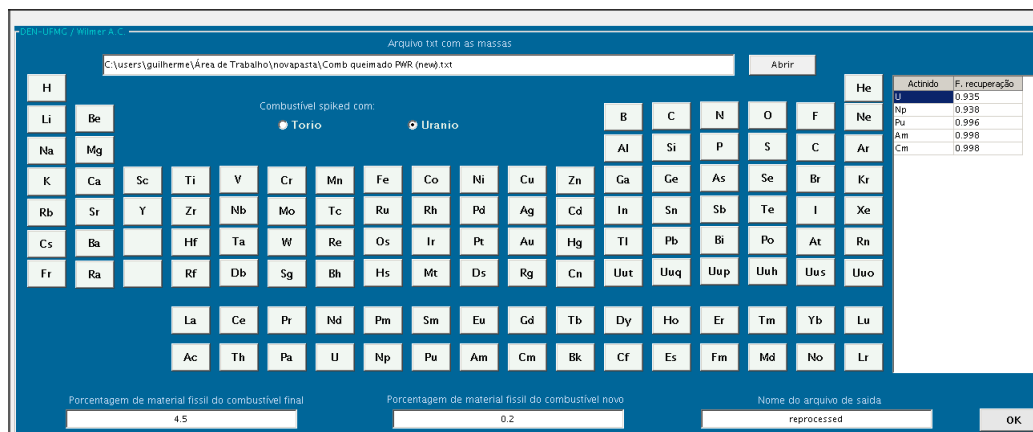 DEN-UFMG / Wilmer A.C.
Arquivo txt com as massas
C:\users\guilherme\Área de Trabalho\novapasta\Comb queimado PWR (new).txt Abrir
H He
Actinido F. recuperação
U 0.935
Np 0.938
Pu 0.996
Am 0.998
Cm 0.998
Combustível spiked com:
Torio Uranio
Li Be B C N O F Ne
Na Mg Al Si P S C Ar
K Ca Sc Ti V Cr Mn Fe Co Ni Cu Zn Ga Ge As Se Br Kr
Rb Sr Y Zr Nb Mo Tc Ru Rh Pd Ag Cd In Sn Sb Te I Xe
Cs Ba Hf Ta W Re Os Ir Pt Au Hg Tl Pb Bi Po At Rn
Fr Ra Rf Db Sg Bh Hs Mt Ds Rg Cn Uut Uuq Uup Uuh Uus Uuo
La Ce Pr Nd Pm Sm Eu Gd Tb Dy Ho Er Tm Yb Lu
Ac Th Pa U Np Pu Am Cm Bk Cf Es Fm Md No Lr
Porcentagem de material fissil do combustível final
4.5
Porcentagem de material fissil do combustível novo
0.2
Nome do arquivo de saida
reprocessed
OK